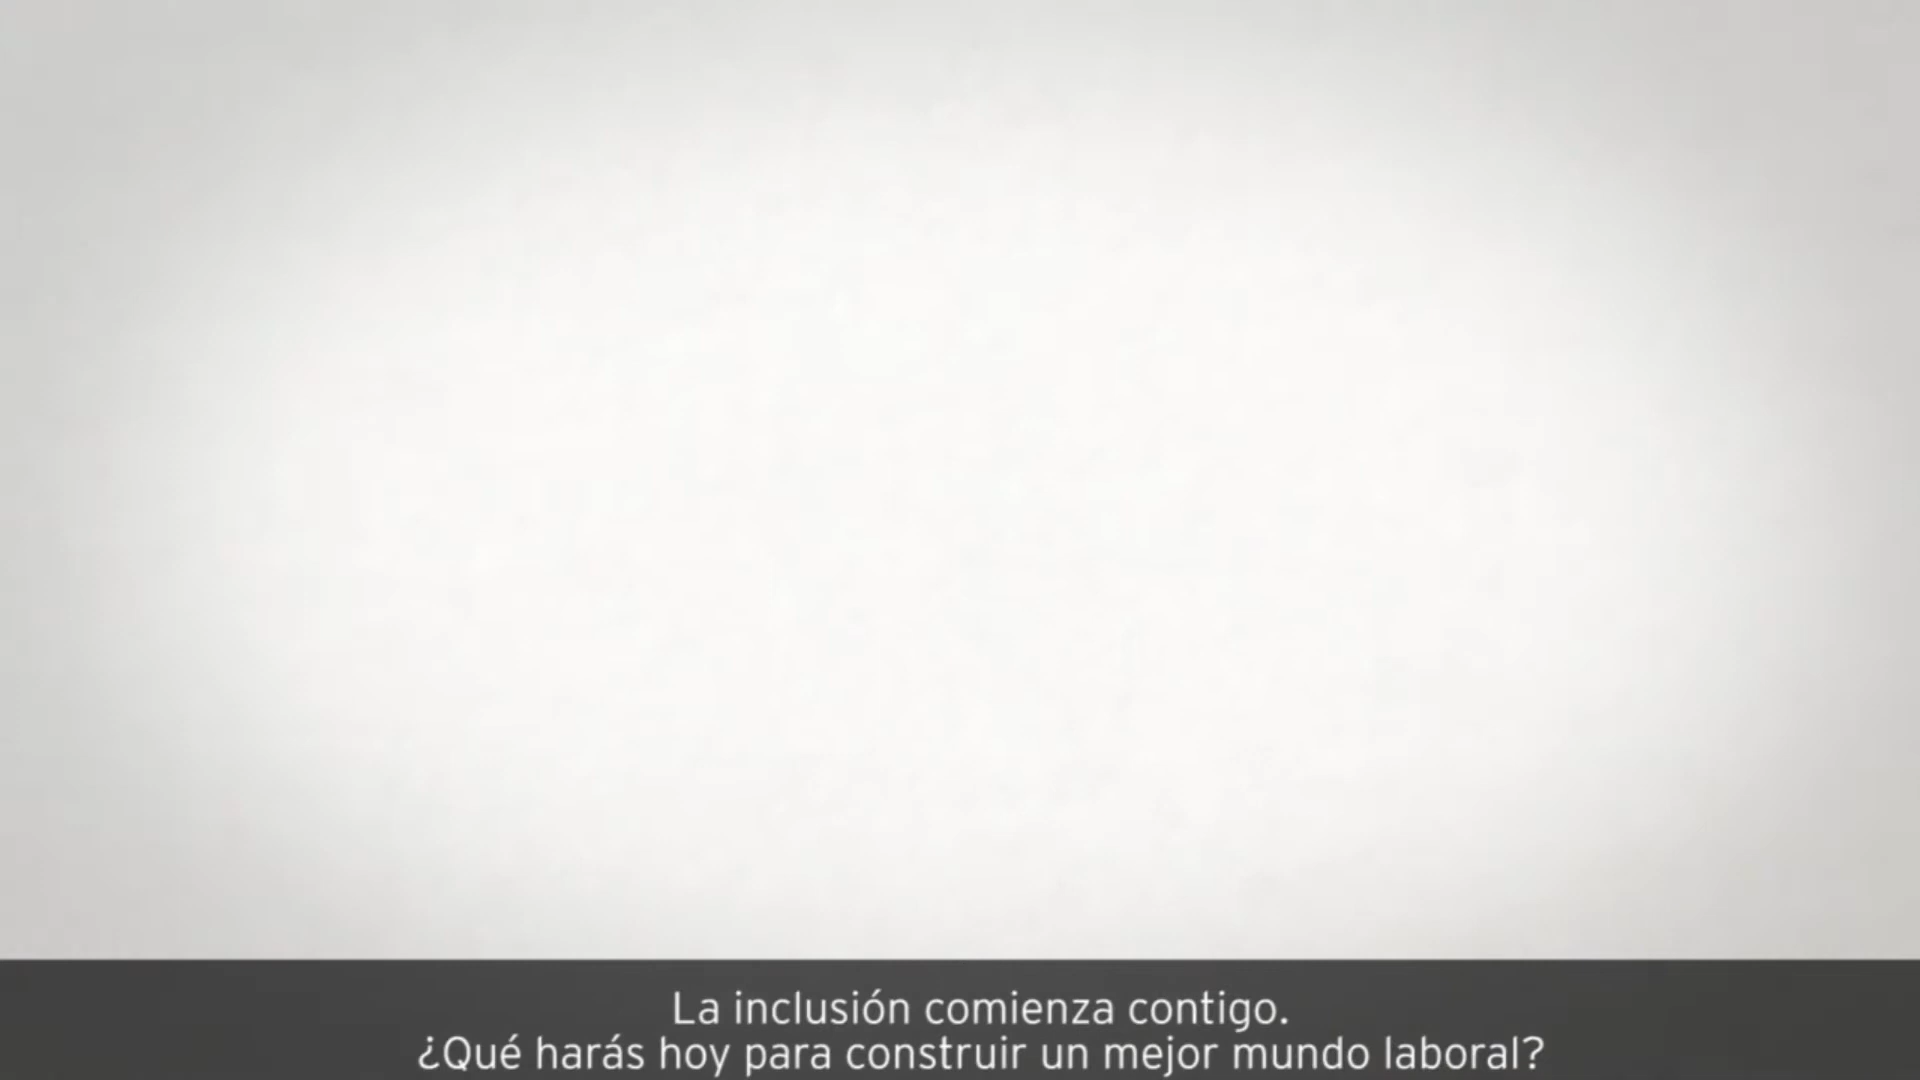 La inclusión comienza contigo.
¿Qué harás hoy para construir un mejor mundo laboral?